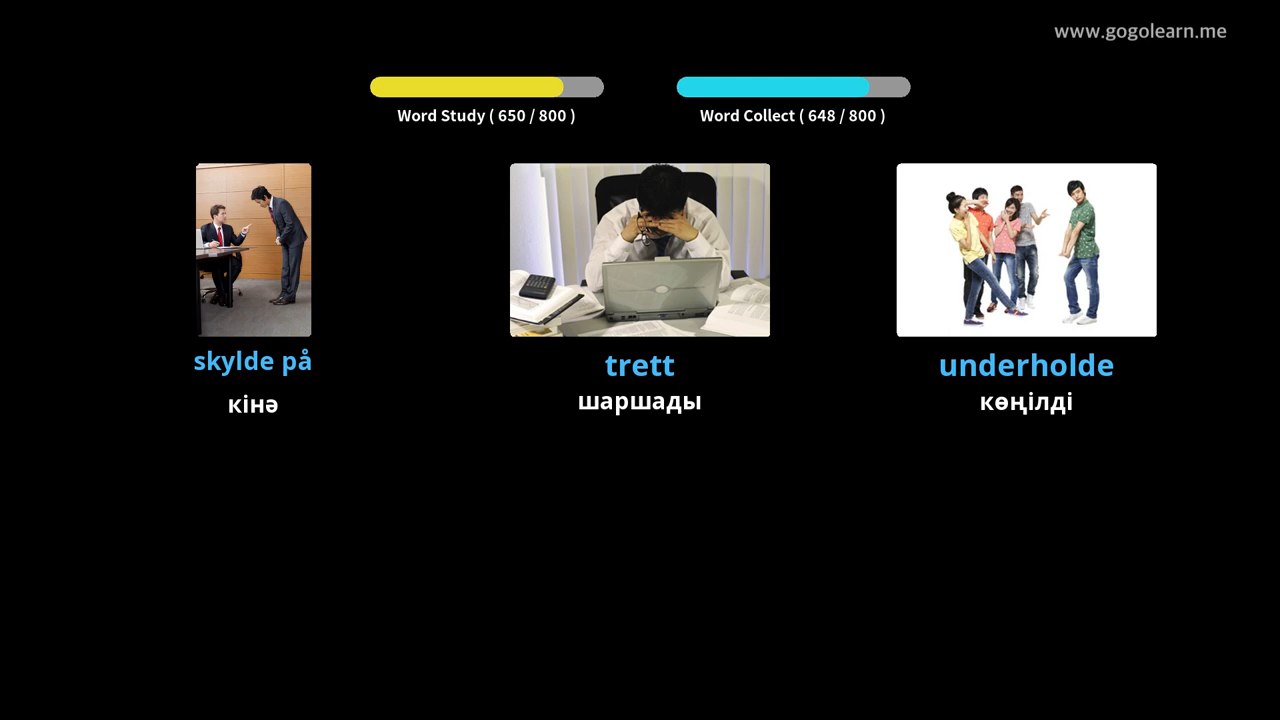 www.gogolearn.me
Word Study ( 650 / 800 )
Word Collect ( 648 / 800 )
skylde på
trett
underholde
кінә
шаршады
көңілді